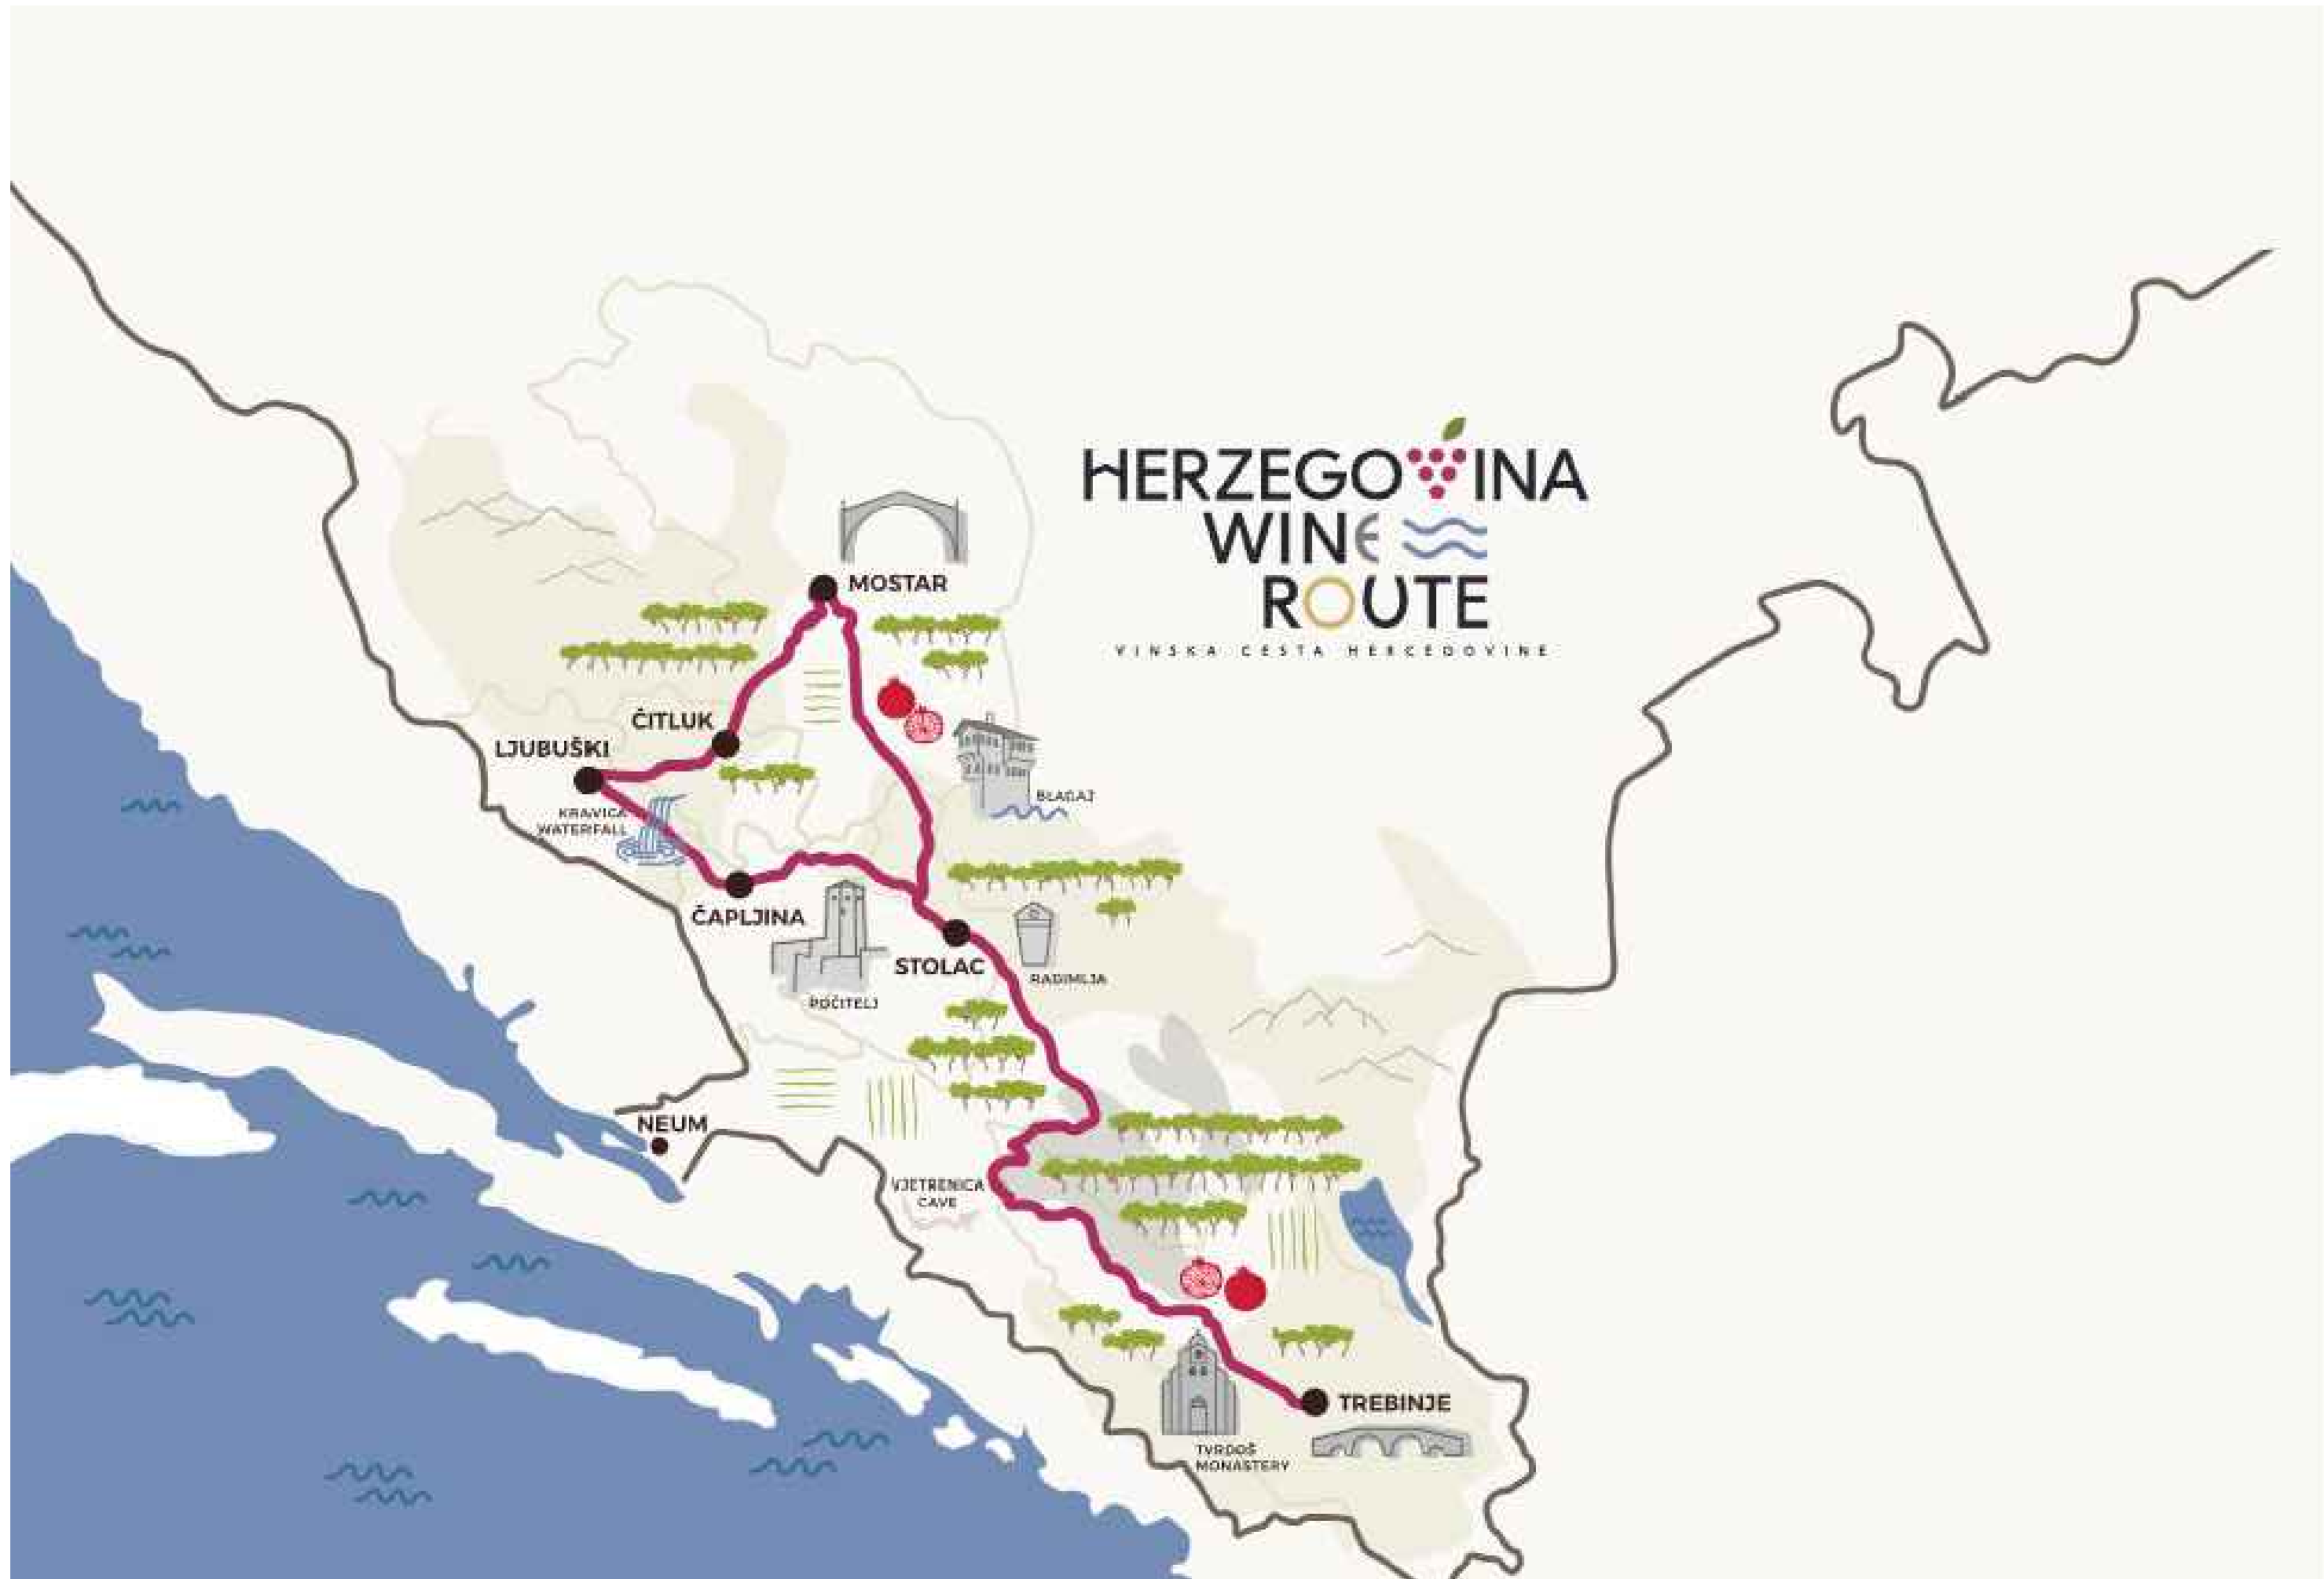 HERZEGOVINA
WINE
ROUTE
VINSKA CESTA HERCEGOVINE
MOSTAR
ČITLUK
LJUBUŠKI
BLAGAJ
KRAVICA
WATERFALL
ČAPLJINA
STOLAC
RADIMLJA
POČITELJ
NEUM
VJETRENICA
CAVE
TREBINJE
TVRDOŠ
MONASTERY